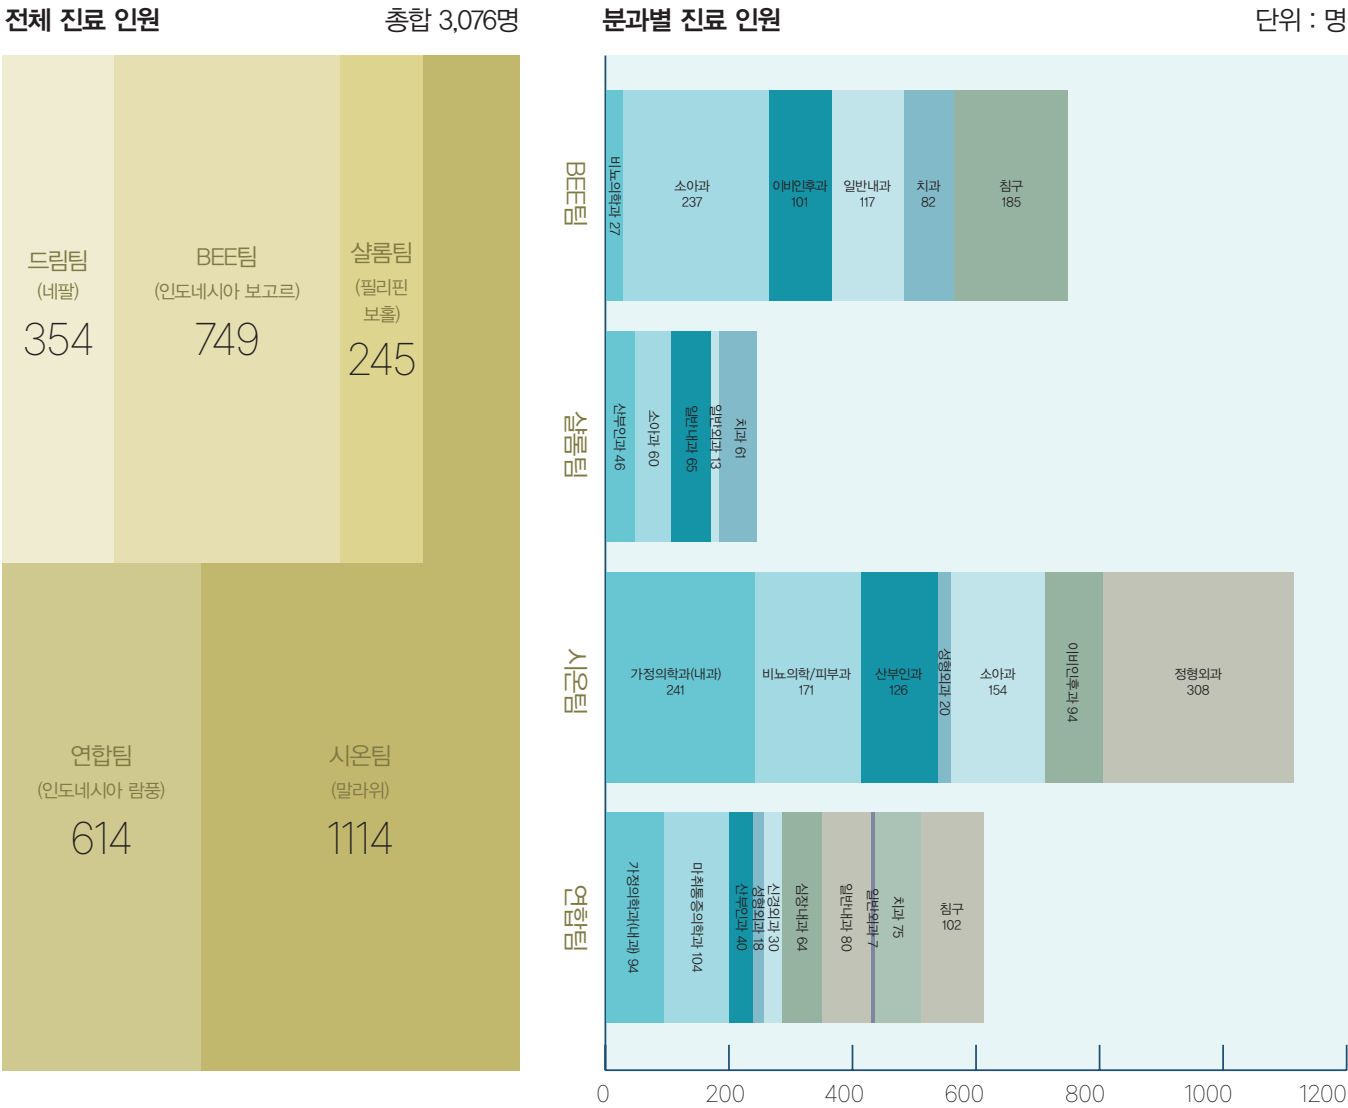 전체 진료 인원
총합 3,076명
드림팀
(네팔)
354
BEE팀
(인도네시아 보고르)
749
샬롬팀
(필리핀
보홀)
245
연합팀
(인도네시아 람풍)
614
시온팀
(말라위)
1114
분과별 진료 인원
단위 : 명
BEE팀
비뇨의학과 27
소아과
237
이비인후과
101
일반내과
117
치과
82
침구
185
샬롬팀
산부인과 46
소아과 60
일반내과 65
일반외과 13
치과 61
시온팀
가정의학과(내과)
241
비뇨의학/피부과
171
산부인과
126
성형외과 20
소아과
154
이비인후과 94
정형외과
308
연합팀
가정의학과(내과) 94
마취통증의학과 104
산부인과 40
성형외과 18
신경외과 30
심장내과 64
일반내과 80
일반외과 7
치과 75
침구
102
0 200 400 600 800 1000 1200